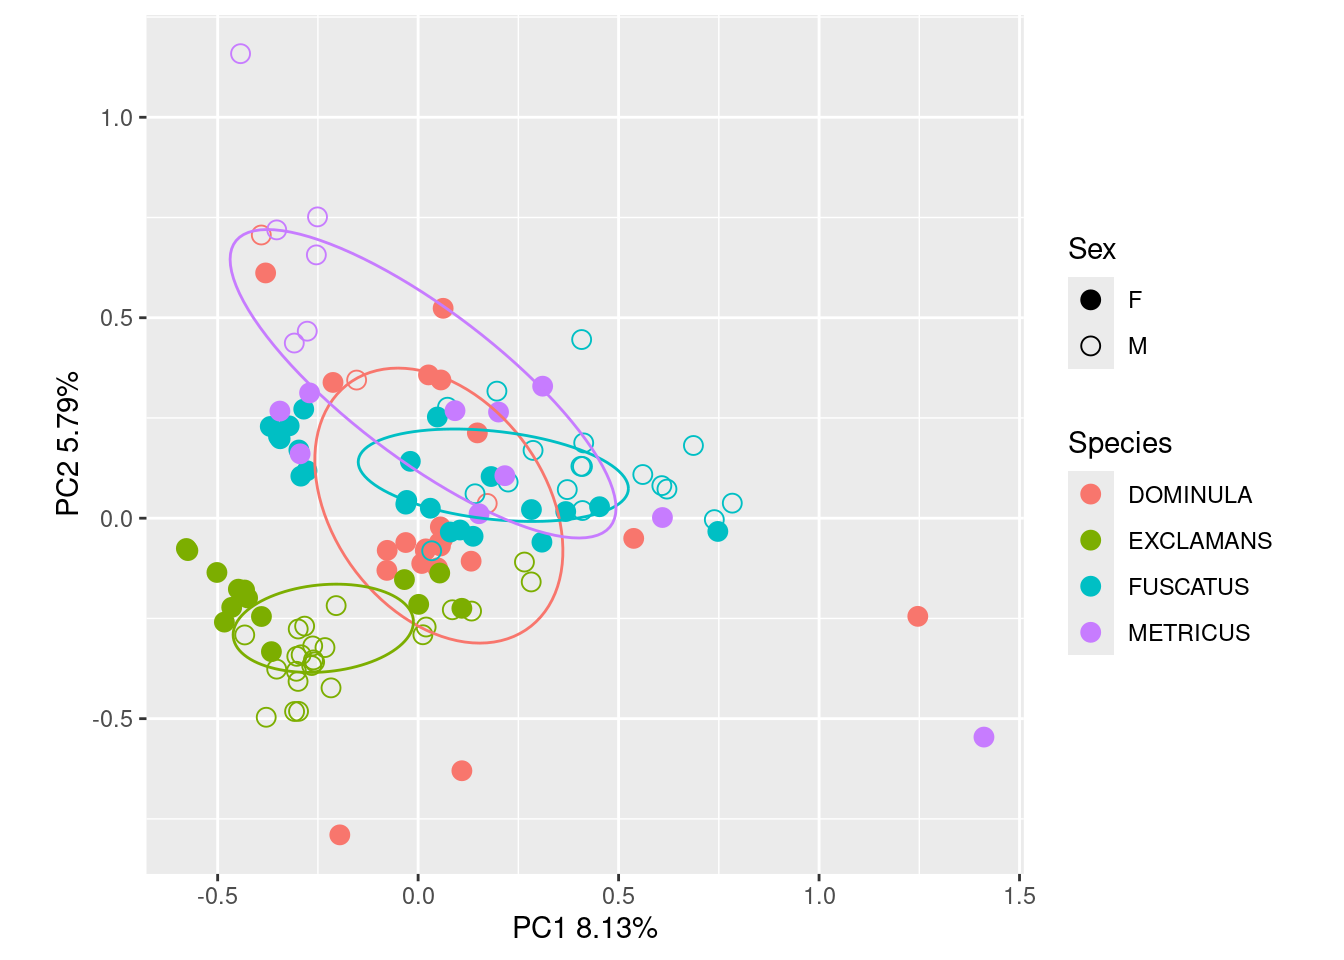 1.0
0.5
0.0
-0.5
PC2 5.79%
-0.5
0.0
0.5
1.0
1.5
PC1 8.13%
Sex
F
M
Species
DOMINULA
EXCLAMANS
FUSCATUS
METRICUS